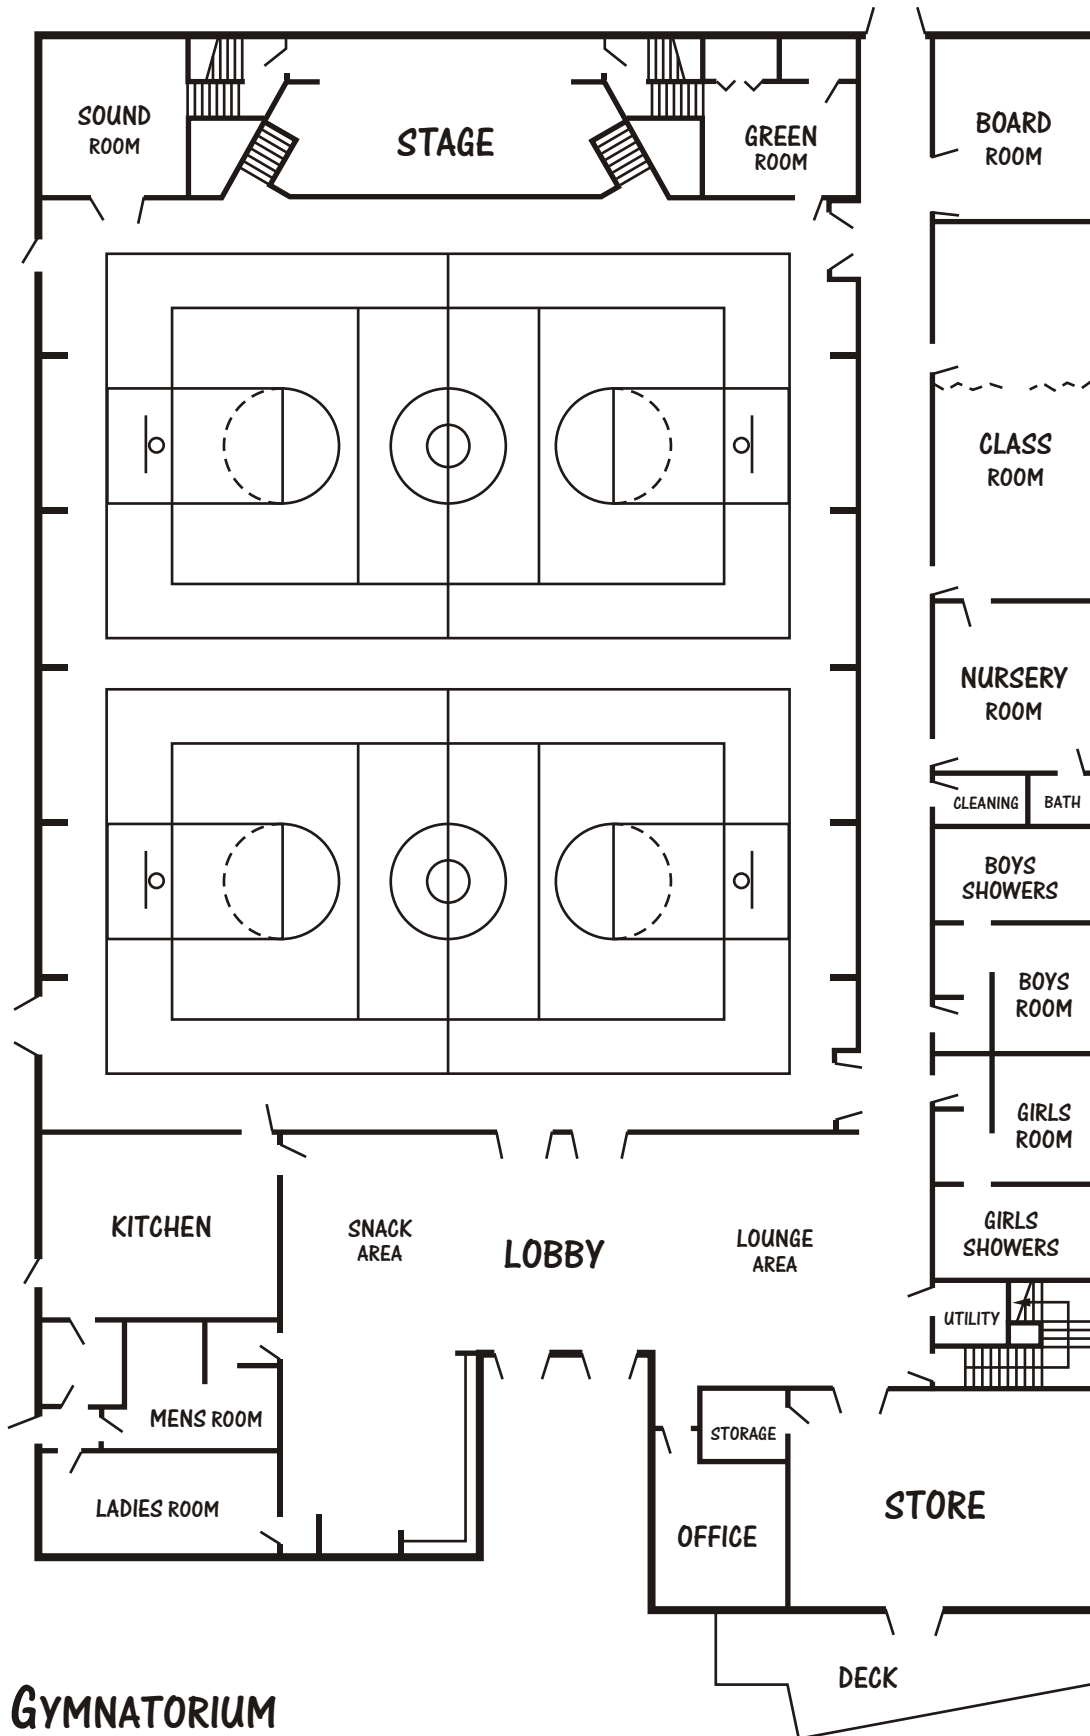 SOUND
ROOM
STAGE
GREEN
ROOM
BOARD
ROOM
CLASS
ROOM
NURSERY
ROOM
CLEANING
BATH
BOYS
SHOWERS
BOYS
ROOM
GIRLS
ROOM
GIRLS
SHOWERS
KITCHEN
SNACK
AREA
LOBBY
LOUNGE
AREA
UTILITY
MENS ROOM
STORAGE
LADIES ROOM
STORE
OFFICE
DECK
GYMNATORIUM